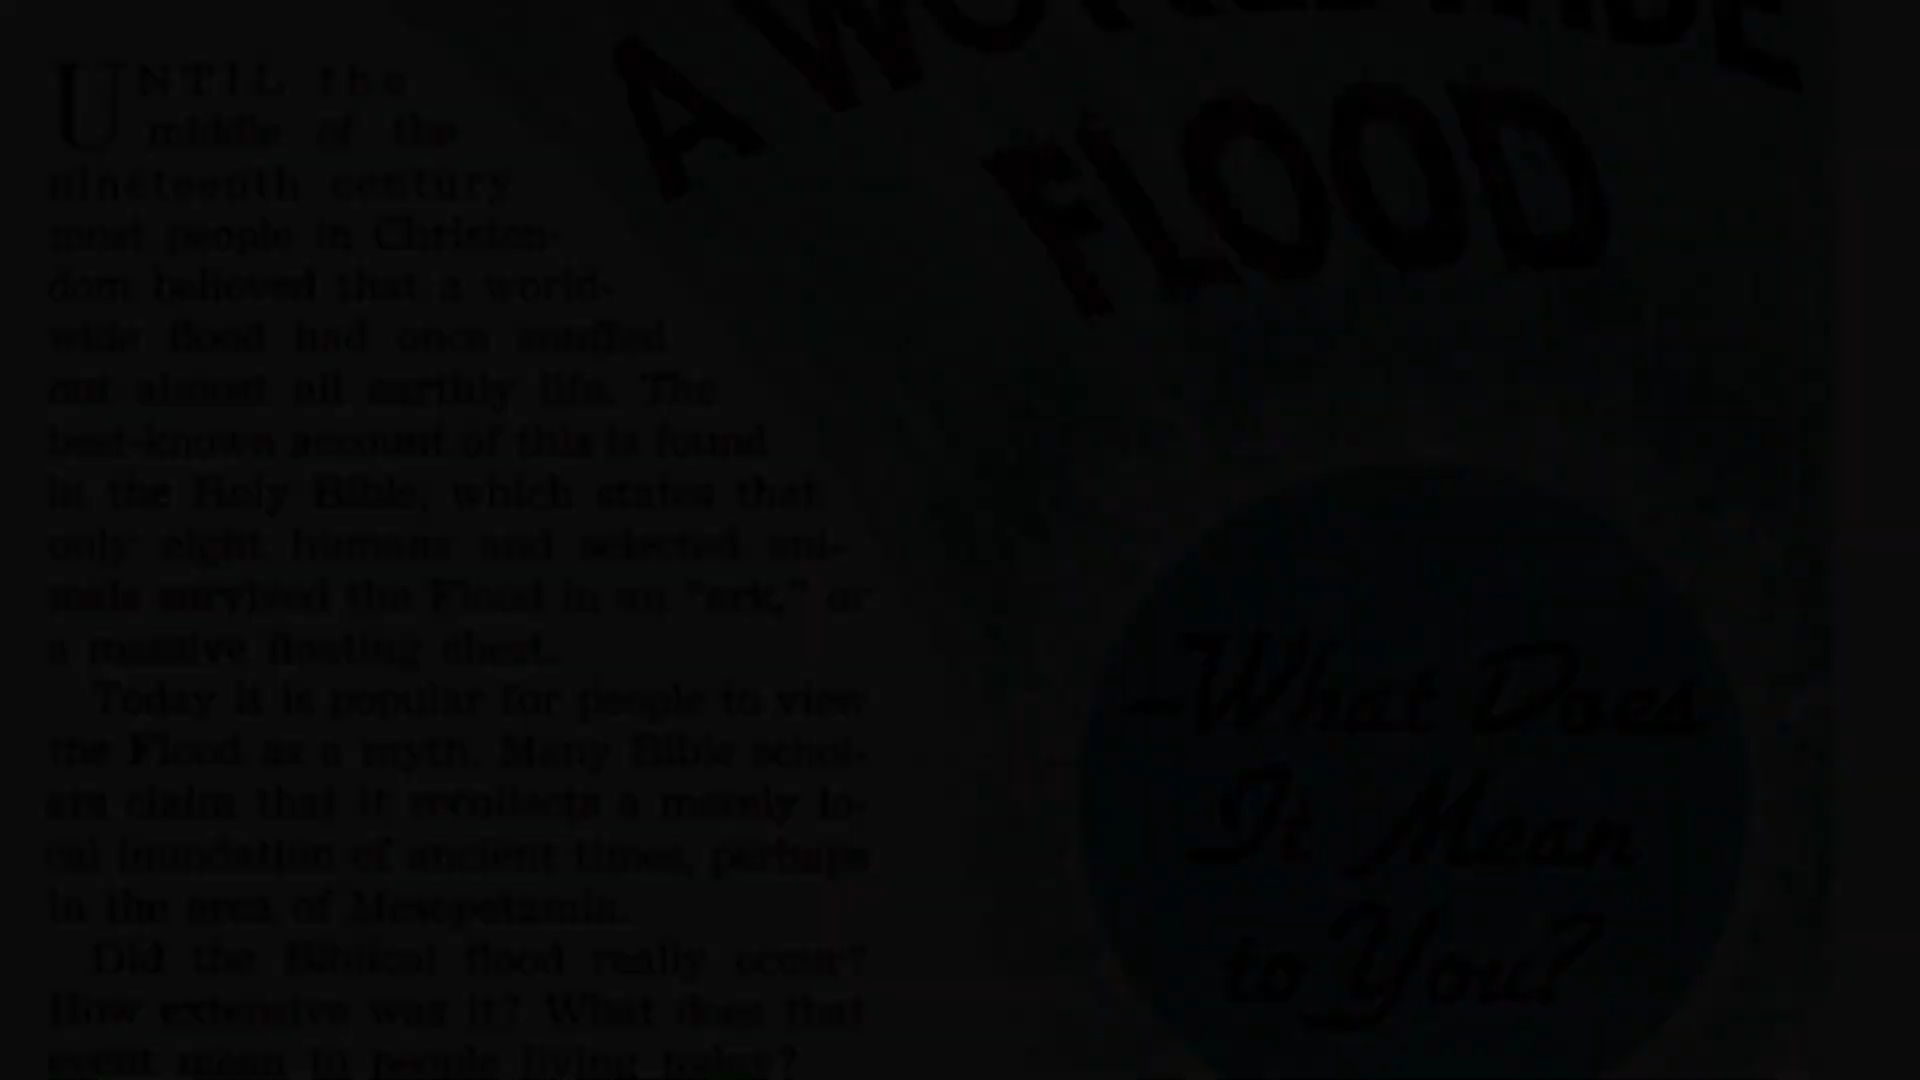 A WORLDWIDE
FLOOD
—What Does
It Mean
to You?
UNTIL the
middle of the
nineteenth century
most people in Christen-
dom believed that a world-
wide flood had once snuffed
out almost all earthly life. The
best-known account of this is found
in the Holy Bible, which states that
only eight humans and selected ani-
mals survived the Flood in an "ark," or
a massive floating chest.
Today it is popular for people to view
the Flood as a myth. Many Bible schol-
ars claim that it recollects a merely lo-
cal inundation of ancient times, perhaps
in the area of Mesopotamia.
Did the Biblical flood really occur?
How extensive was it? What does that
event mean to people living today?